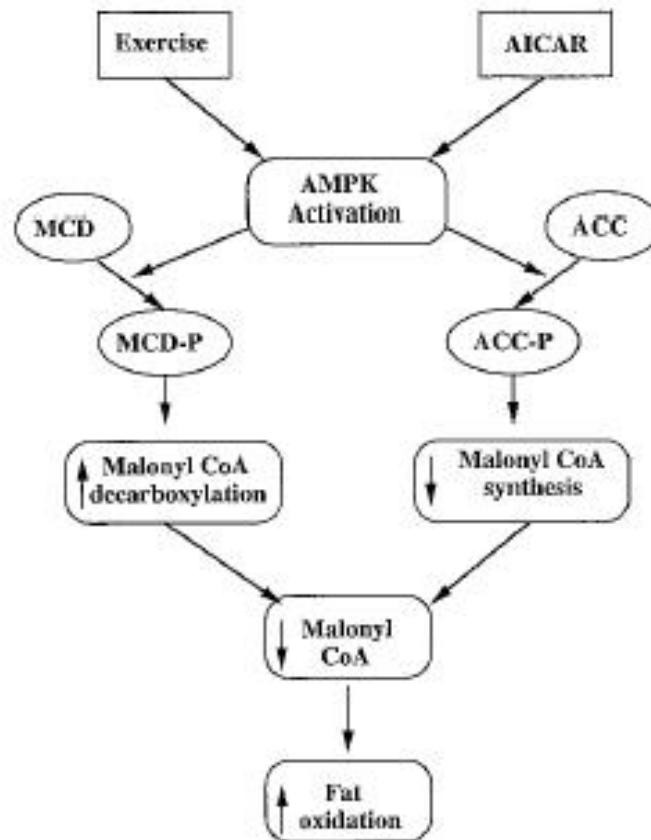 Exercise
AICAR
AMPK
Activation
MCD
ACC
MCD-P
ACC-P
↑ Malonyl CoA
decarboxylation
↓ Malonyl CoA
synthesis
↓ Malonyl
CoA
↑ Fat
oxidation